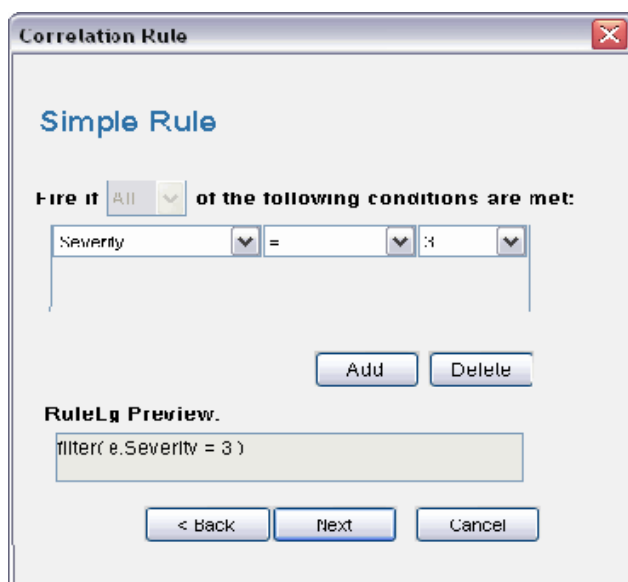 Correlation Rule
Simple Rule
Fire if All of the following conditions are met:
Severity = 3
Add Delete
RuleLg Preview.
filter( e.Severity = 3 )
< Back Next Cancel